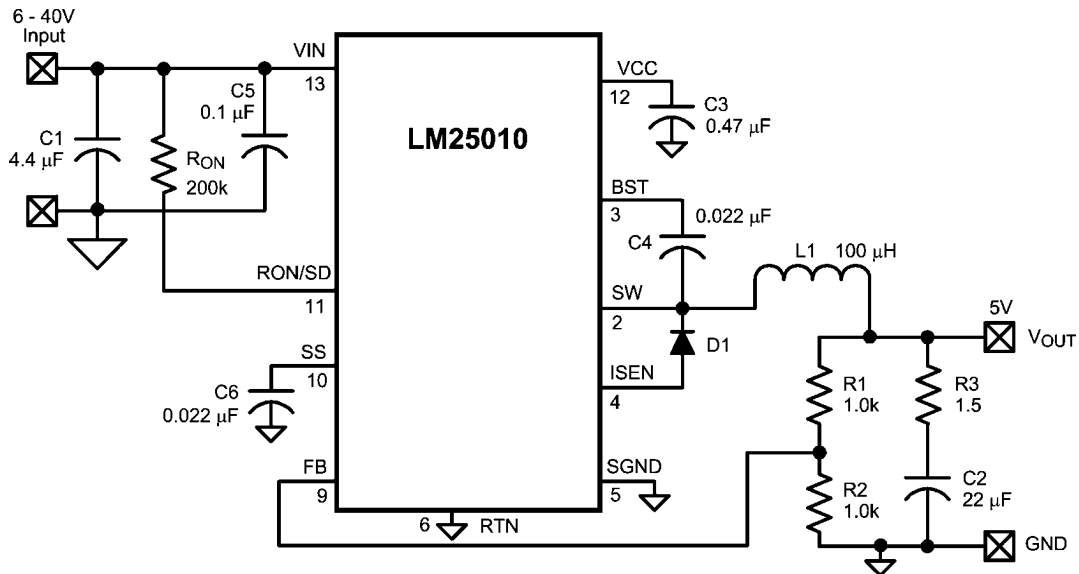 6 - 40V
Input
VIN
13
C5
0.1 μF
C1
4.4 μF
RON
200k
LM25010
VCC
12
C3
0.47 μF
BST
3
0.022 μF
C4
L1 100 μH
RON/SD
11
SW
2
D1
5V
VOUT
SS
10
C6
0.022 μF
ISEN
4
R1
1.0k
R3
1.5
FB
9
SGND
5
R2
1.0k
C2
22 μF
6 RTN
GND